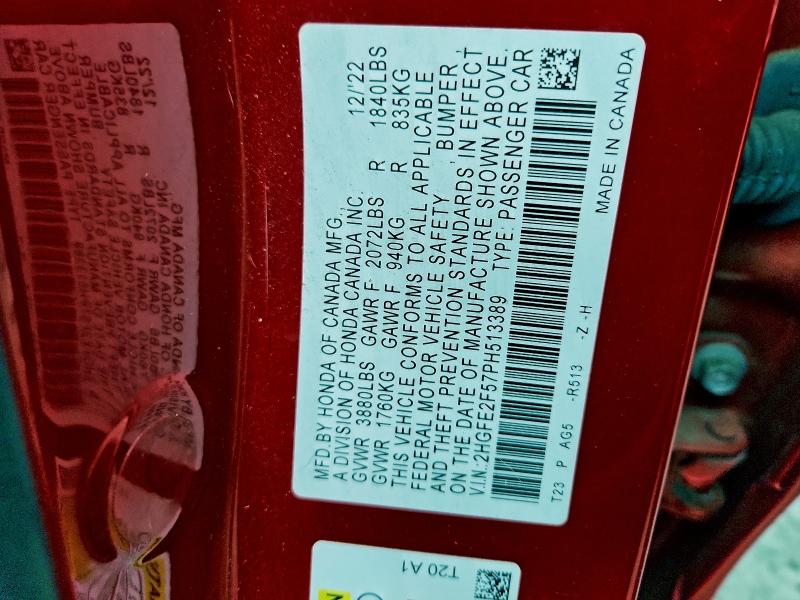 MFD.BY HONDA OF CANADA MFG., 12/'22
A DIVISION OF HONDA CANADA INC.
GVWR 3880LBS GAWR F 2072LBS R 1840LBS
GVWR 1760KG GAWR F 940KG R 835KG
THIS VEHICLE CONFORMS TO ALL APPLICABLE
FEDERAL MOTOR VEHICLE SAFETY, BUMPER,
AND THEFT PREVENTION STANDARDS IN EFFECT
ON THE DATE OF MANUFACTURE SHOWN ABOVE.
V.I.N.:2HGFE2F57PH513389 TYPE: PASSENGER CAR
T23 P AG5 -R513 -Z -H MADE IN CANADA
T20 A1